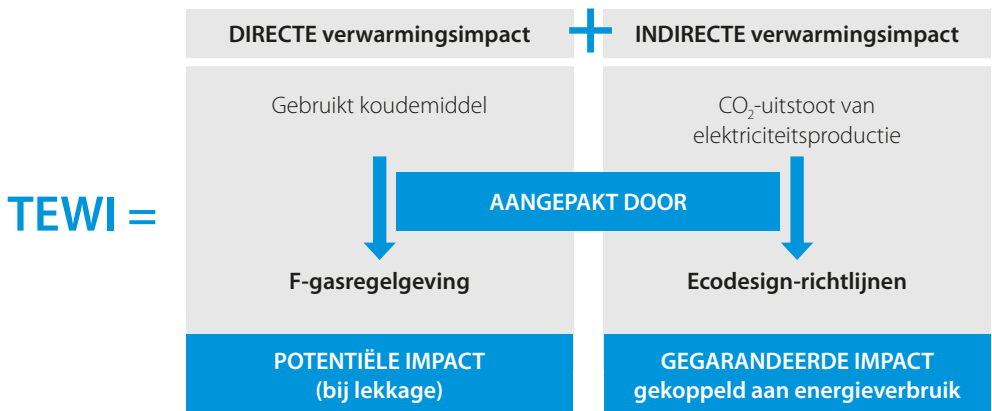 TEWI =
DIRECTE verwarmingsimpact
+
INDIRECTE verwarmingsimpact
Gebruikt koudemiddel
CO₂-uitstoot van
elektriciteitsproductie
AANGEPAKT DOOR
F-gasregelgeving
Ecodesign-richtlijnen
POTENTIËLE IMPACT
(bij lekkage)
GEGARANDEERDE IMPACT
gekoppeld aan energieverbruik